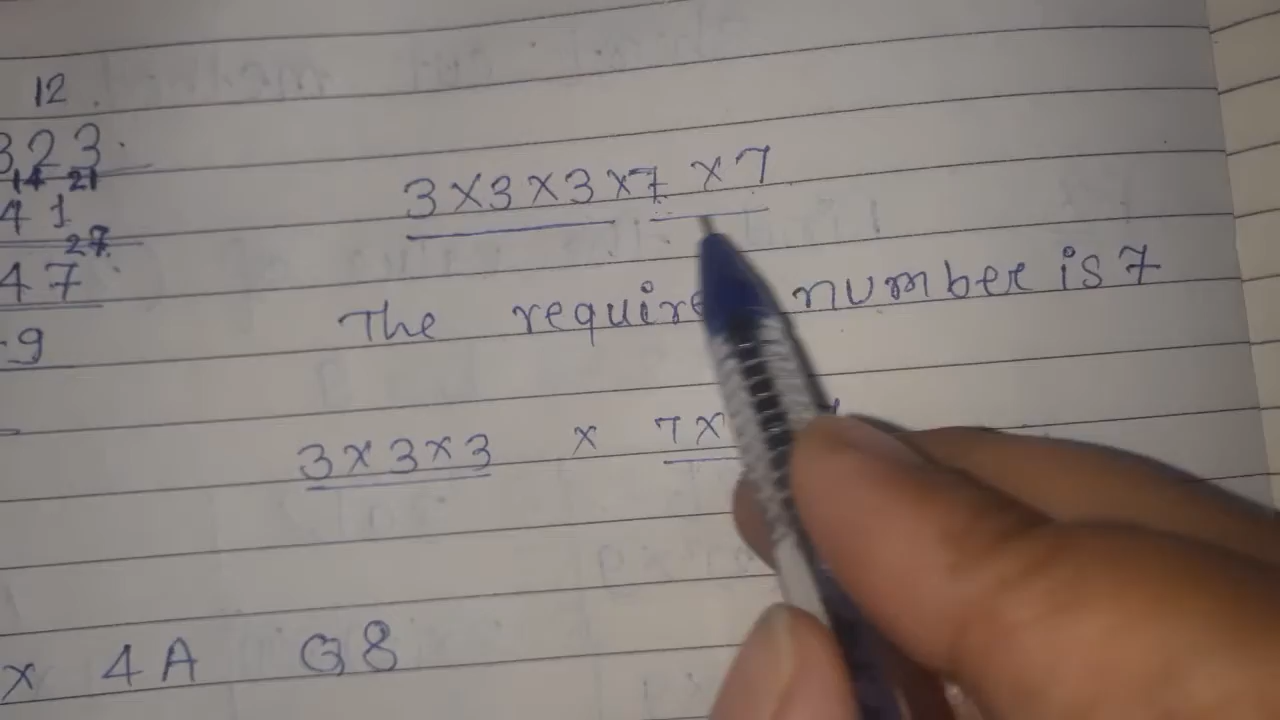 12
323
14 21
41
27
47
9
3×3×3×7×7
The require number is 7
3×3×3 × 7×
× 4A Q8